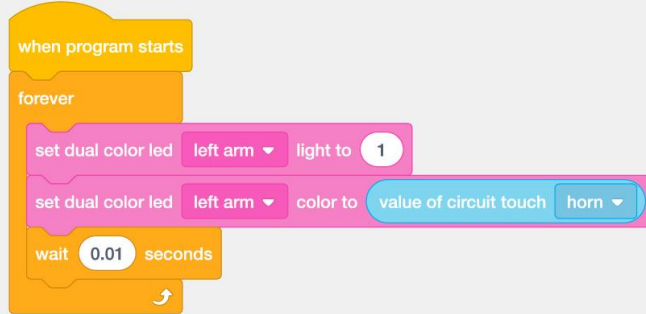 when program starts
forever
set dual color led left arm light to 1
set dual color led left arm color to value of circuit touch horn
wait 0.01 seconds